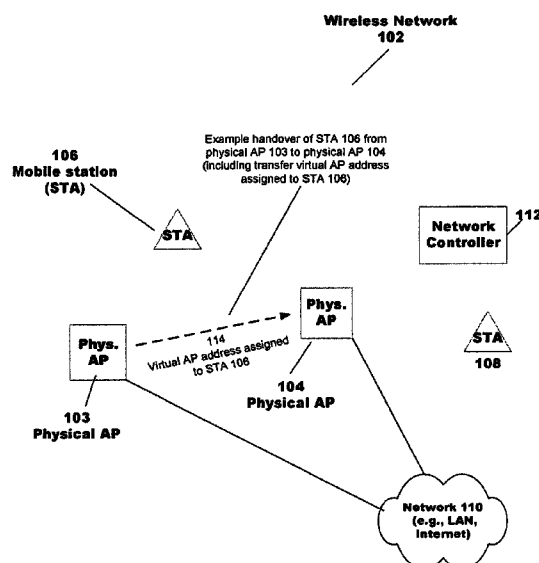 Wireless Network
102
Example handover of STA 106 from
physical AP 103 to physical AP 104
(including transfer virtual AP address
assigned to STA 106)
106
Mobile station
(STA)
STA
112
Network
Controller
Phys.
AP
STA
108
Phys.
AP
114
Virtual AP address assigned
to STA 106
104
Physical AP
103
Physical AP
Network 110
(e.g., LAN,
Internet)